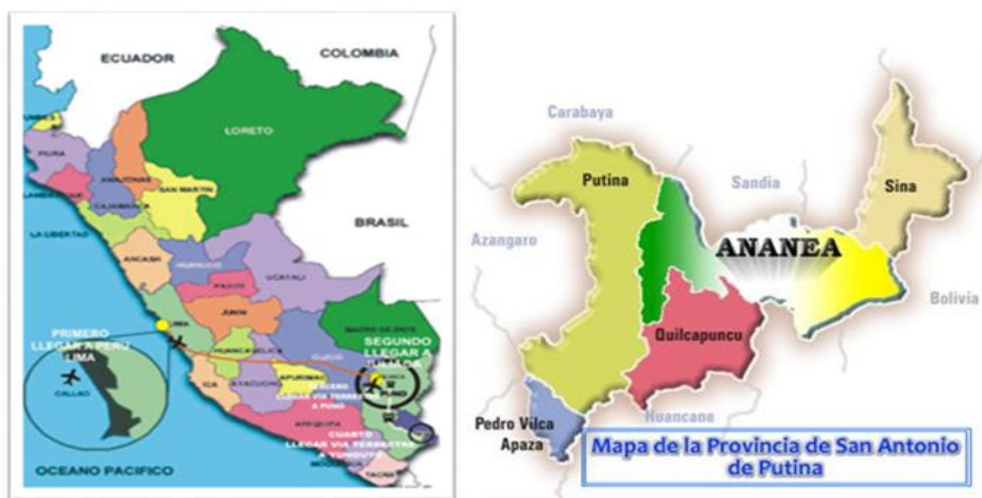 ECUADOR
COLOMBIA
LORETO
PIURA
AMAZONAS
SAN MARTIN
CAJAMARCA
BRASIL
LA LIBERTAD
ANCASH
HUANUCO
UCAYALI
PASCO
LIMA
JUNIN
MADRE DE DIOS
PRIMERO
LLEGAR A PERU
LIMA
CALLAO
HUANCAVELICA
CUZCO
SEGUNDO
LLEGAR A
JULIACA
ICA
AYACUCHO
APURIMAC
PUNO
TERCERO
LLEGAR VIA TERRESTRE
A PUNO
AREQUIPA
CUARTO
LLEGAR VIA TERRESTRE
A YUNGUYO
MOQUEGUA
TACNA
OCEANO PACIFICO
Carabaya
Putina
Sandia
Sina
Azangaro
ANANEA
Bolivia
Quilcapuncu
Pedro Vilca
Apaza
Huancane
Mapa de la Provincia de San Antonio
de Putina